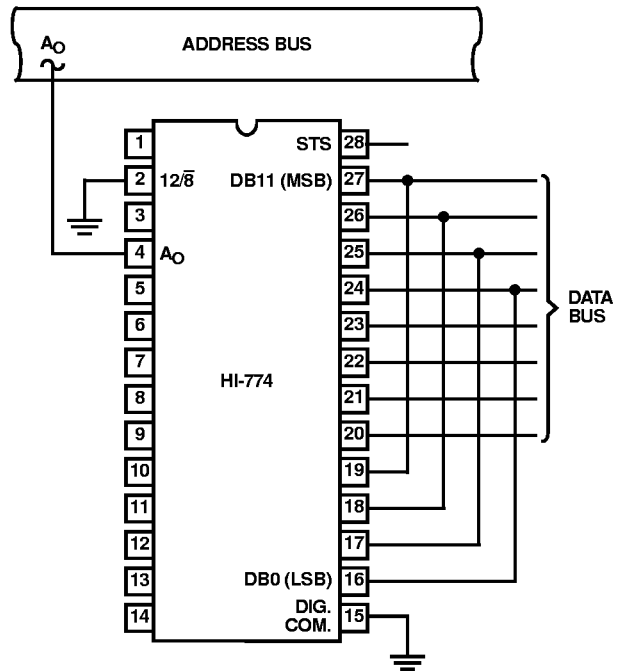 AO ADDRESS BUS
1 STS 28
2 12/8̅ DB11 (MSB) 27
3 26
4 AO 25
5 24
6 23
7 22
8 21
9 20
10 19
11 18
12 17
13 DB0 (LSB) 16
14 DIG. COM. 15
HI-774
DATA
BUS